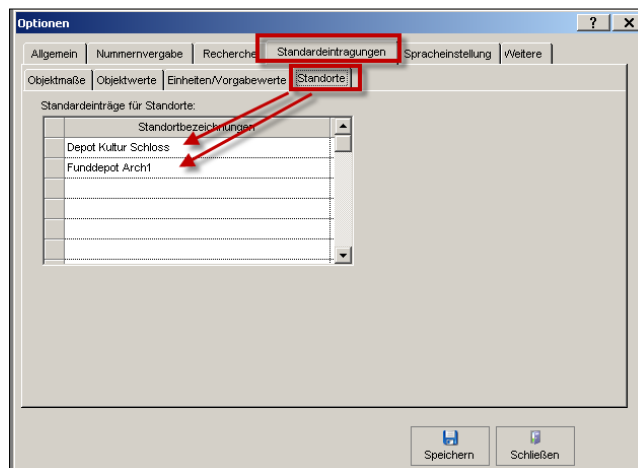 Optionen
Allgemein Nummernvergabe Recherche Standardeintragungen Spracheinstellung Weitere
Objektmaße Objektwerte Einheiten/Vorgabewerte Standorte
Standardeinträge für Standorte:
Standortbezeichnungen
Depot Kultur Schloss
Funddepot Arch1
Speichern Schließen